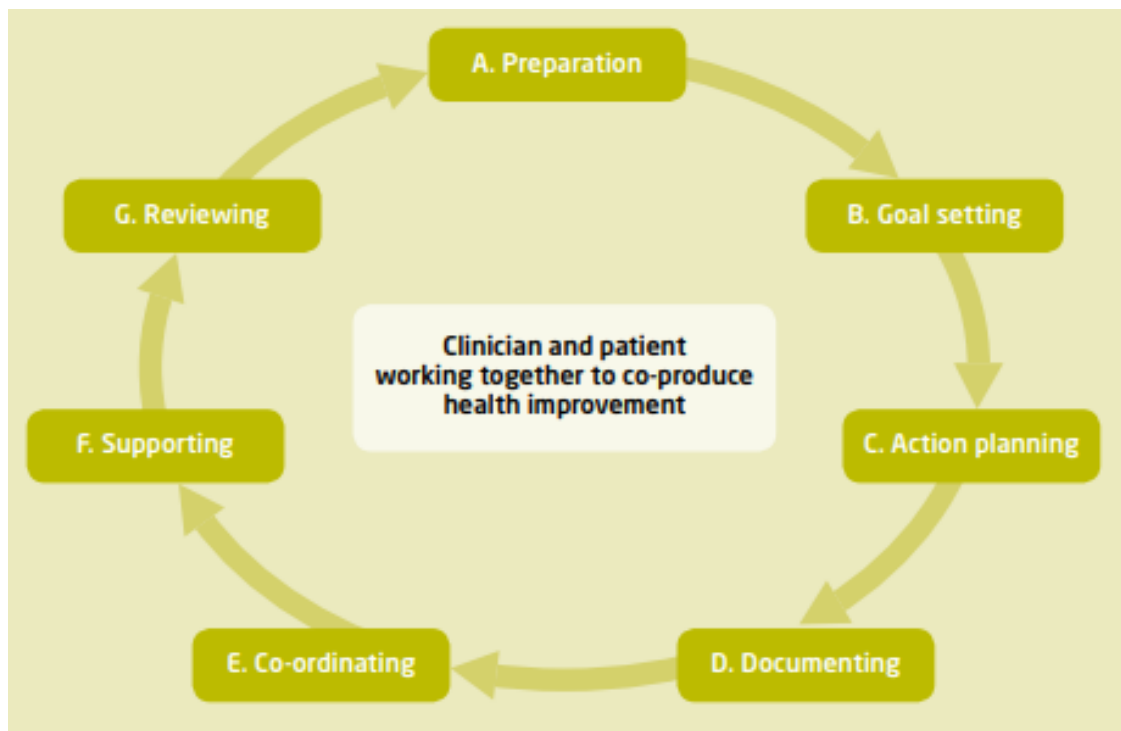 A. Preparation
B. Goal setting
C. Action planning
D. Documenting
E. Co-ordinating
F. Supporting
G. Reviewing
Clinician and patient
working together to co-produce
health improvement